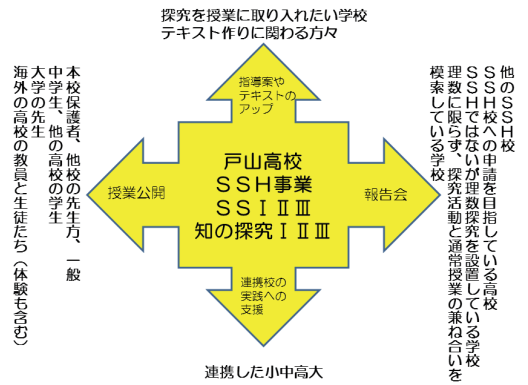 探究を授業に取り入れたい学校
テキスト作りに関わる方々
指導案や
テキストの
アップ
他のＳＳＨ校
ＳＳＨ校への申請を目指している高校
ＳＳＨではないが理数探究を設置している学校
理数に限らず、探究活動と通常授業の兼ね合いを
模索している学校
本校保護者、他校の先生方、一般
中学生、他の高校の学生
大学の先生
海外の高校の教員と生徒たち（体験も含む）
授業公開
戸山高校
ＳＳＨ事業
ＳＳⅠⅡⅢ
知の探究ⅠⅡⅢ
報告会
連携校の
実践への
支援
連携した小中高大